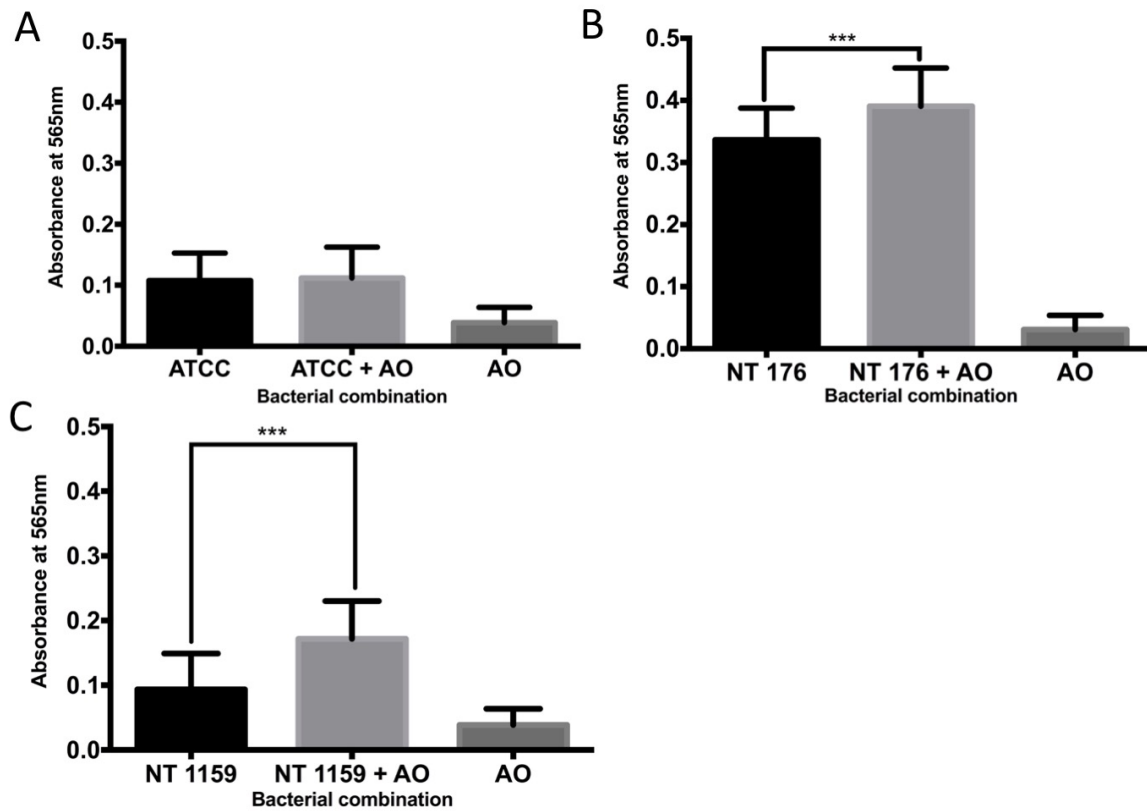 A
Absorbance at 565nm
0.5
0.4
0.3
0.2
0.1
0.0
ATCC ATCC + AO AO
Bacterial combination
B
***
Absorbance at 565nm
0.5
0.4
0.3
0.2
0.1
0.0
NT 176 NT 176 + AO AO
Bacterial combination
C
***
Absorbance at 565nm
0.5
0.4
0.3
0.2
0.1
0.0
NT 1159 NT 1159 + AO AO
Bacterial combination